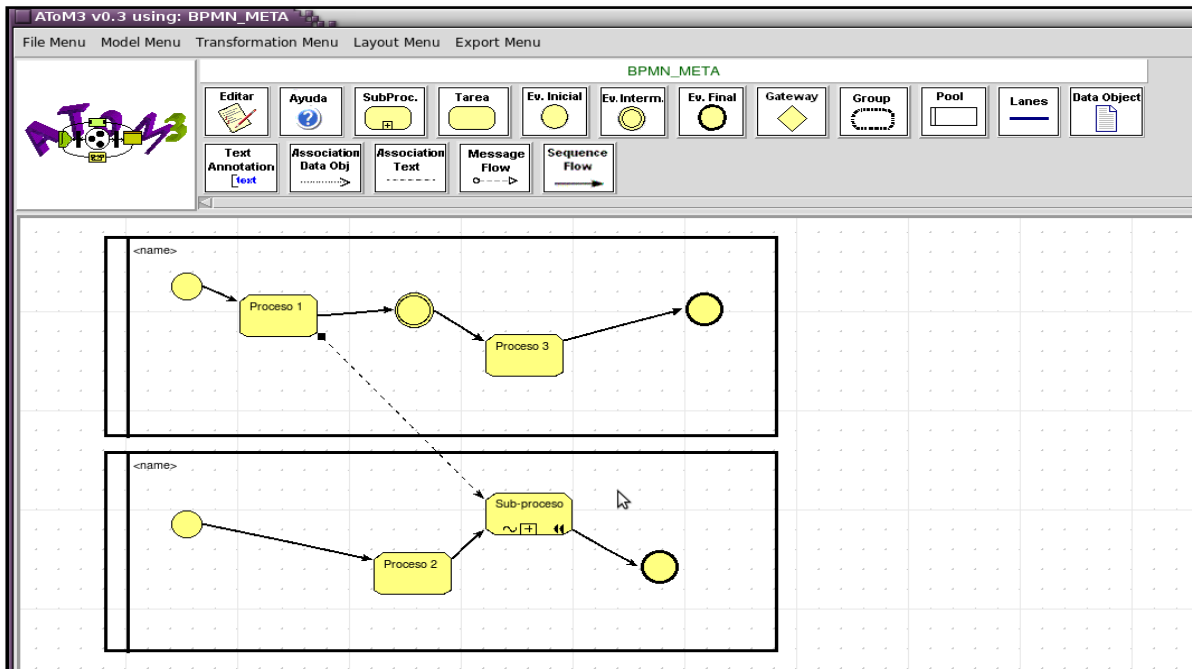 AToM3 v0.3 using: BPMN_META
File Menu Model Menu Transformation Menu Layout Menu Export Menu
BPMN_META
AToM3
Editar
Ayuda
SubProc.
Tarea
Ev. Inicial
Ev. Interm.
Ev. Final
Gateway
Group
Pool
Lanes
Data Object
Text
Annotation
[text
Association
Data Obj
Association
Text
Message
Flow
Sequence
Flow
<name>
Proceso 1
Proceso 3
<name>
Sub-proceso
Proceso 2